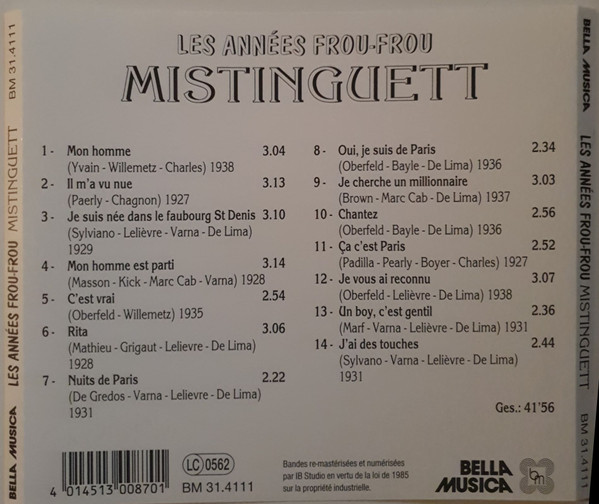 LES ANNÉES FROU-FROU
MISTINGUETT
1 - Mon homme 3.04
(Yvain - Willemetz - Charles) 1938
2 - Il m'a vu nue 3.13
(Paerly - Chagnon) 1927
3 - Je suis née dans le faubourg St Denis 3.10
(Sylviano - Lelièvre - Varna - De Lima)
1929
4 - Mon homme est parti 3.14
(Masson - Kick - Marc Cab - Varna) 1928
5 - C'est vrai 2.54
(Oberfeld - Willemetz) 1935
6 - Rita 3.06
(Mathieu - Grigaut - Lelievre - De Lima)
1928
7 - Nuits de Paris 2.22
(De Gredos - Varna - Lelievre - De Lima)
1931
8 - Oui, je suis de Paris 2.34
(Oberfeld - Bayle - De Lima) 1936
9 - Je cherche un millionnaire 3.03
(Brown - Marc Cab - De Lima) 1937
10 - Chantez 2.56
(Oberfeld - Bayle - De Lima) 1936
11 - Ça c'est Paris 2.52
(Padilla - Pearly - Boyer - Charles) 1927
12 - Je vous ai reconnu 3.07
(Oberfeld - Lelièvre - De Lima) 1938
13 - Un boy, c'est gentil 2.36
(Marf - Varna - Lelièvre - De Lima) 1931
14 - J'ai des touches 2.44
(Sylvano - Varna - Lelièvre - De Lima)
1931
Ges.: 41'56
4 014513 008701
LC 0562
BM 31.4111
Bandes re-mastérisées et numérisées
par IB Studio en vertu de la loi de 1985
sur la propriété industrielle.
BELLA
MUSICA
bm
BELLA MUSICA LES ANNÉES FROU-FROU MISTINGUETT BM 31.4111
BELLA MUSICA LES ANNÉES FROU-FROU MISTINGUETT BM 31.4111